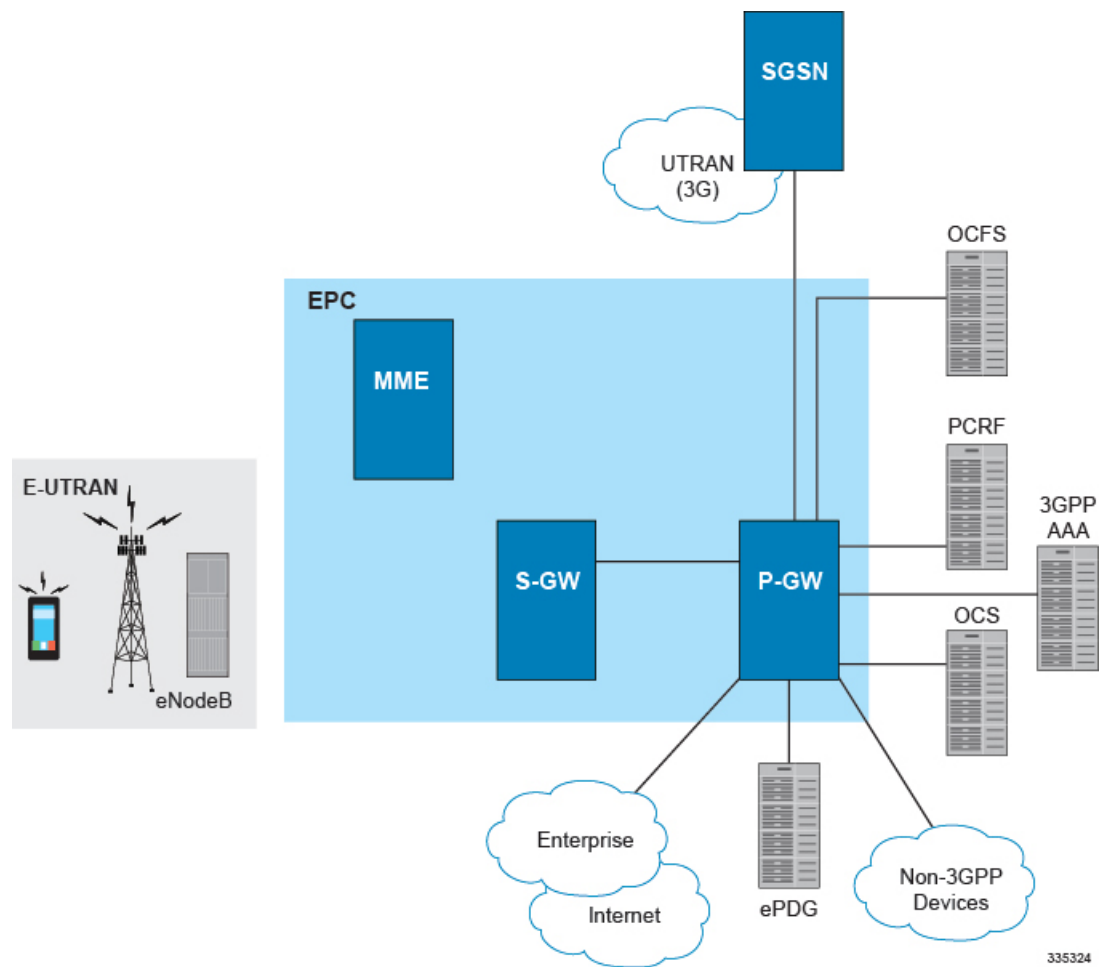 SGSN
UTRAN
(3G)
OCFS
EPC
MME
PCRF
E-UTRAN
3GPP
AAA
S-GW
P-GW
OCS
eNodeB
Enterprise
Internet
ePDG
Non-3GPP
Devices
335324